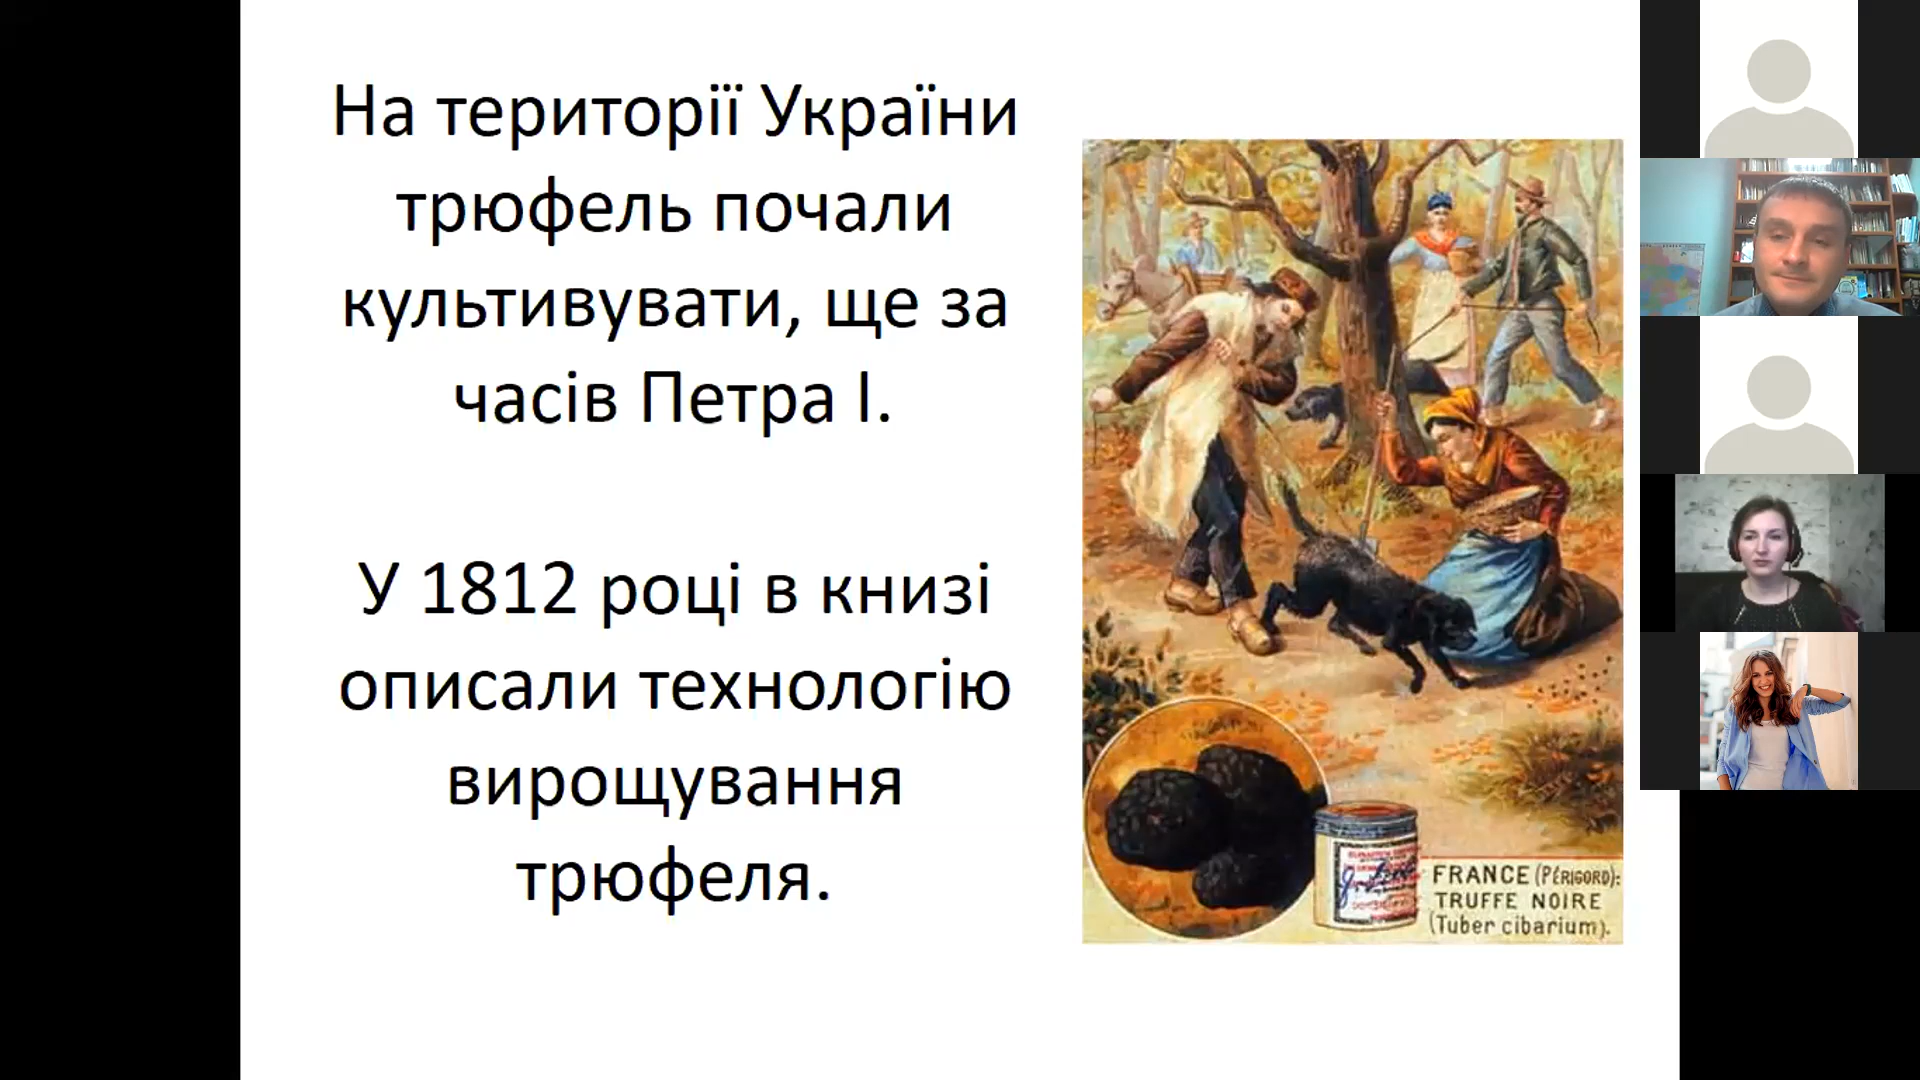 На території України
трюфель почали
культивувати, ще за
часів Петра І.
У 1812 році в книзі
описали технологію
вирощування
трюфеля.
FRANCE (PÉRIGORD):
TRUFFE NOIRE
(Tuber cibarium).